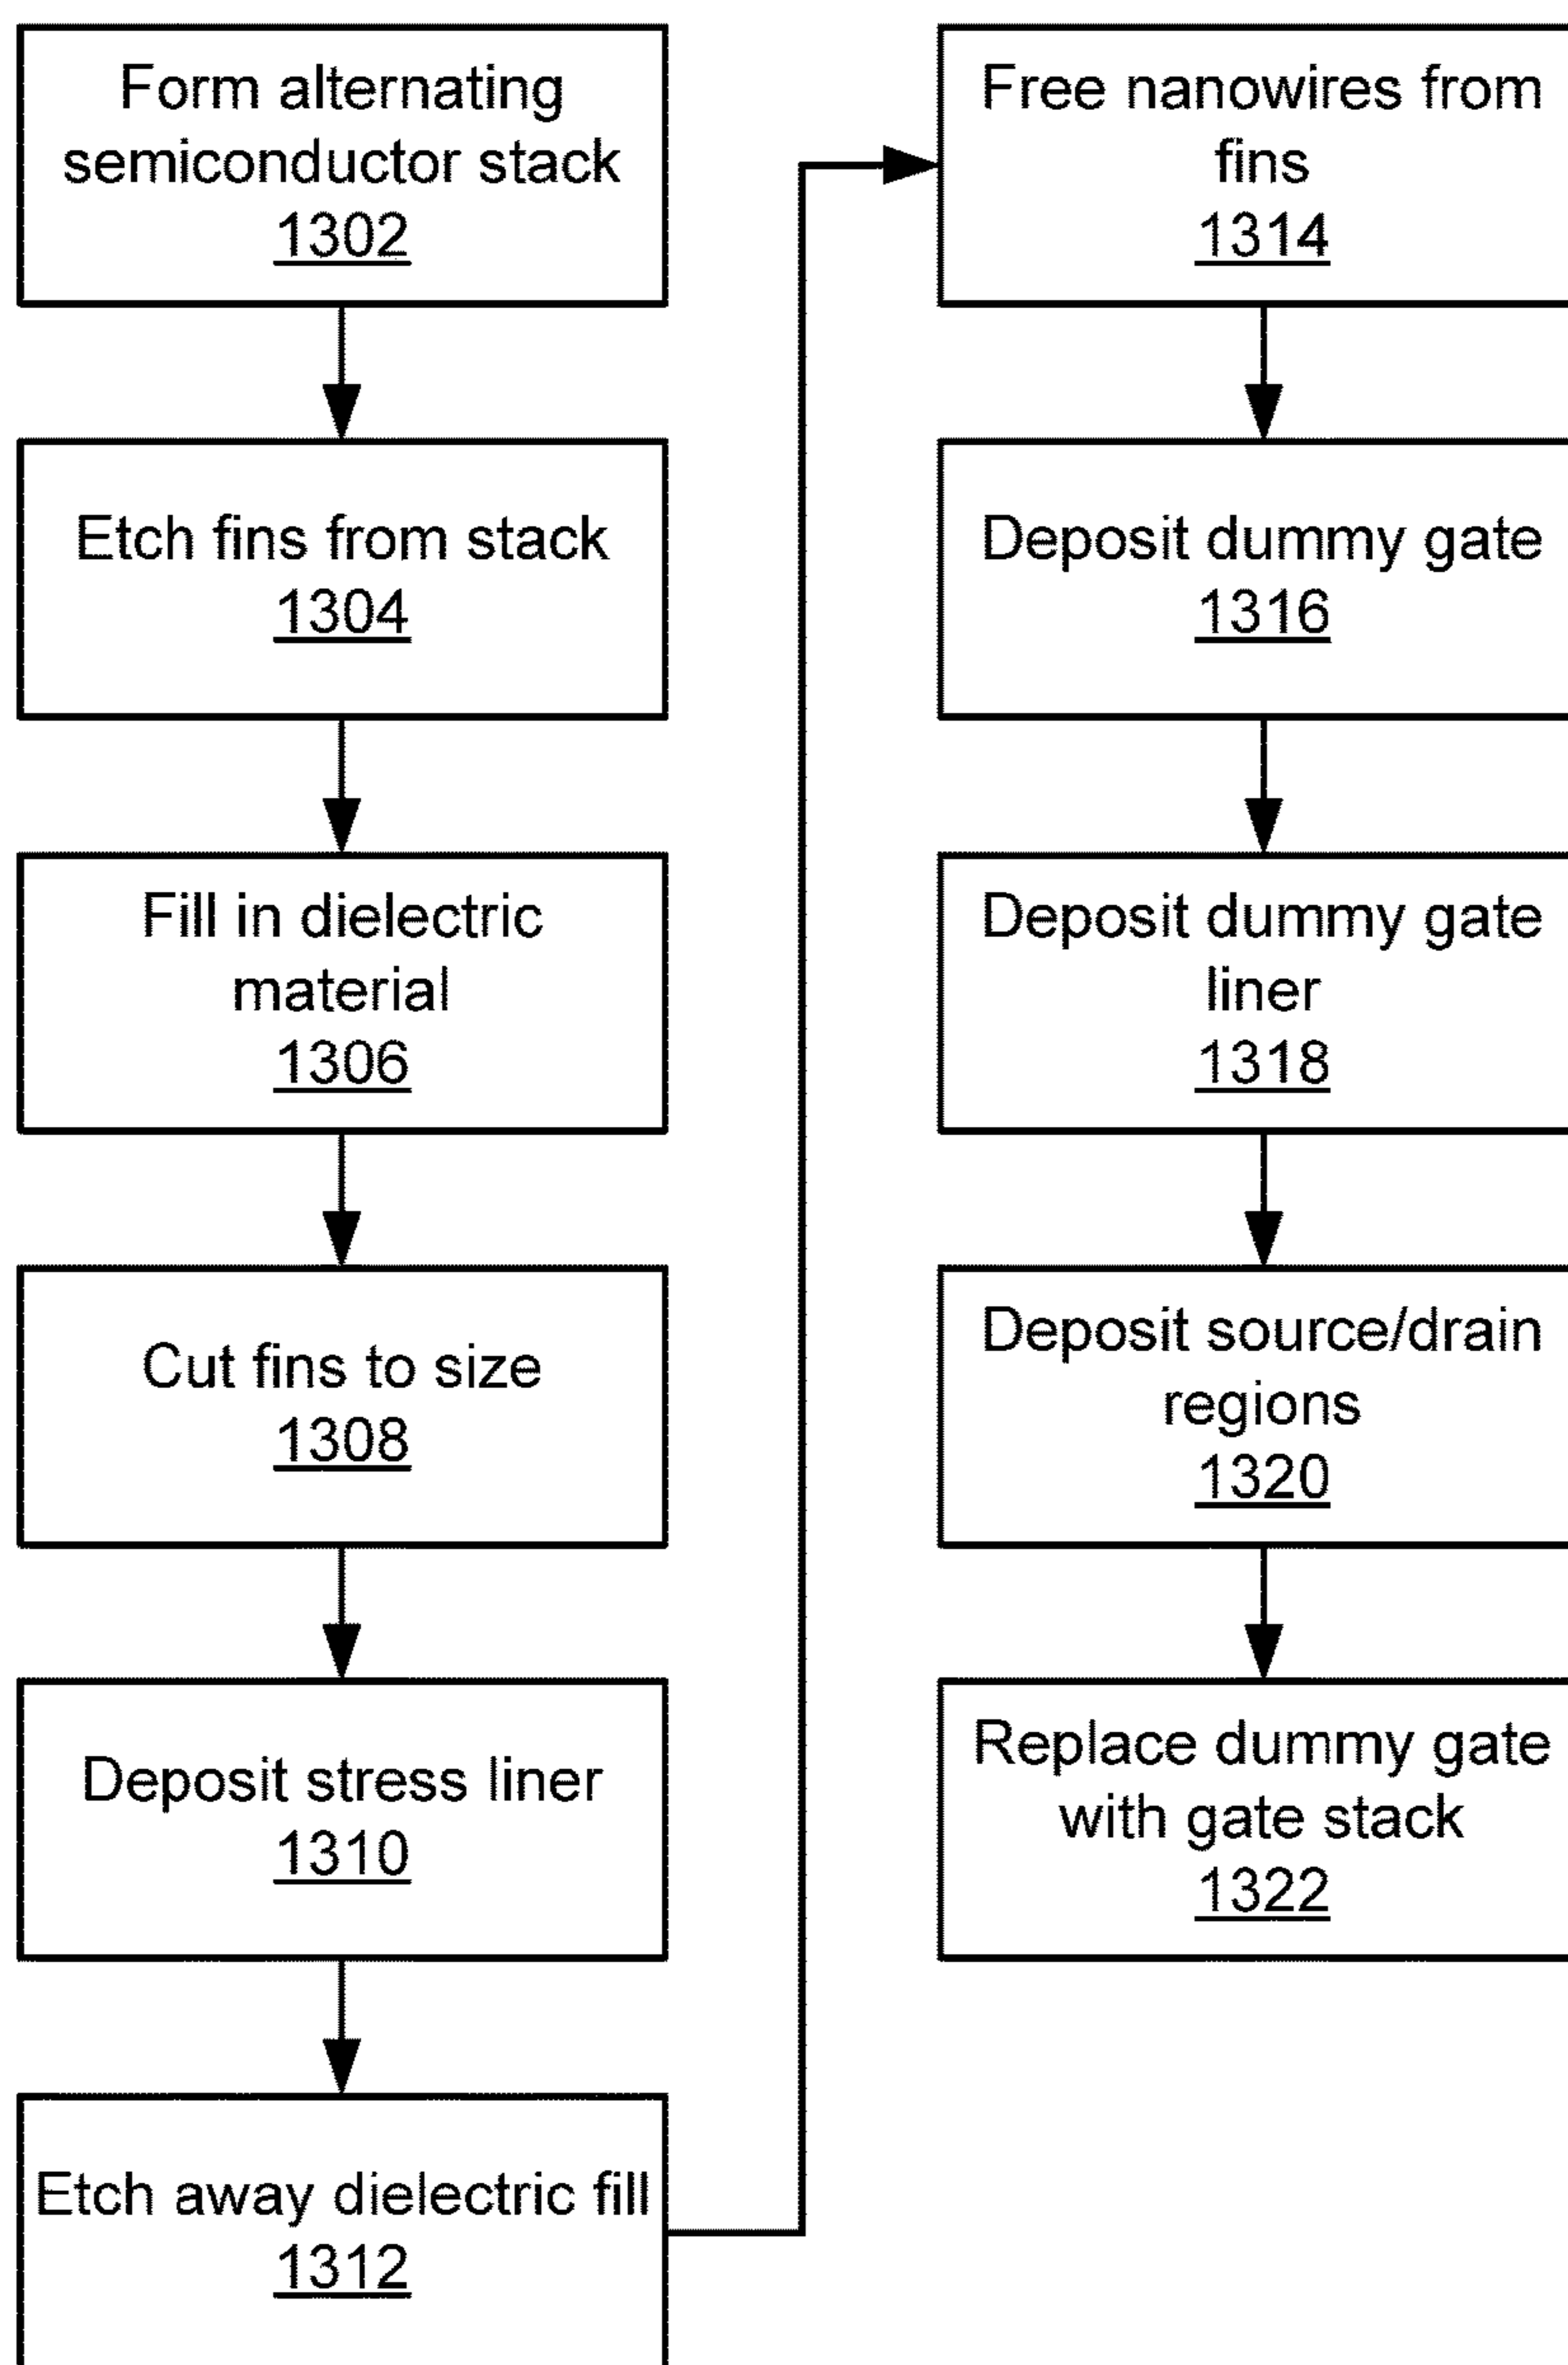 Form alternating
semiconductor stack
1302
Etch fins from stack
1304
Fill in dielectric
material
1306
Cut fins to size
1308
Deposit stress liner
1310
Etch away dielectric fill
1312
Free nanowires from
fins
1314
Deposit dummy gate
1316
Deposit dummy gate
liner
1318
Deposit source/drain
regions
1320
Replace dummy gate
with gate stack
1322